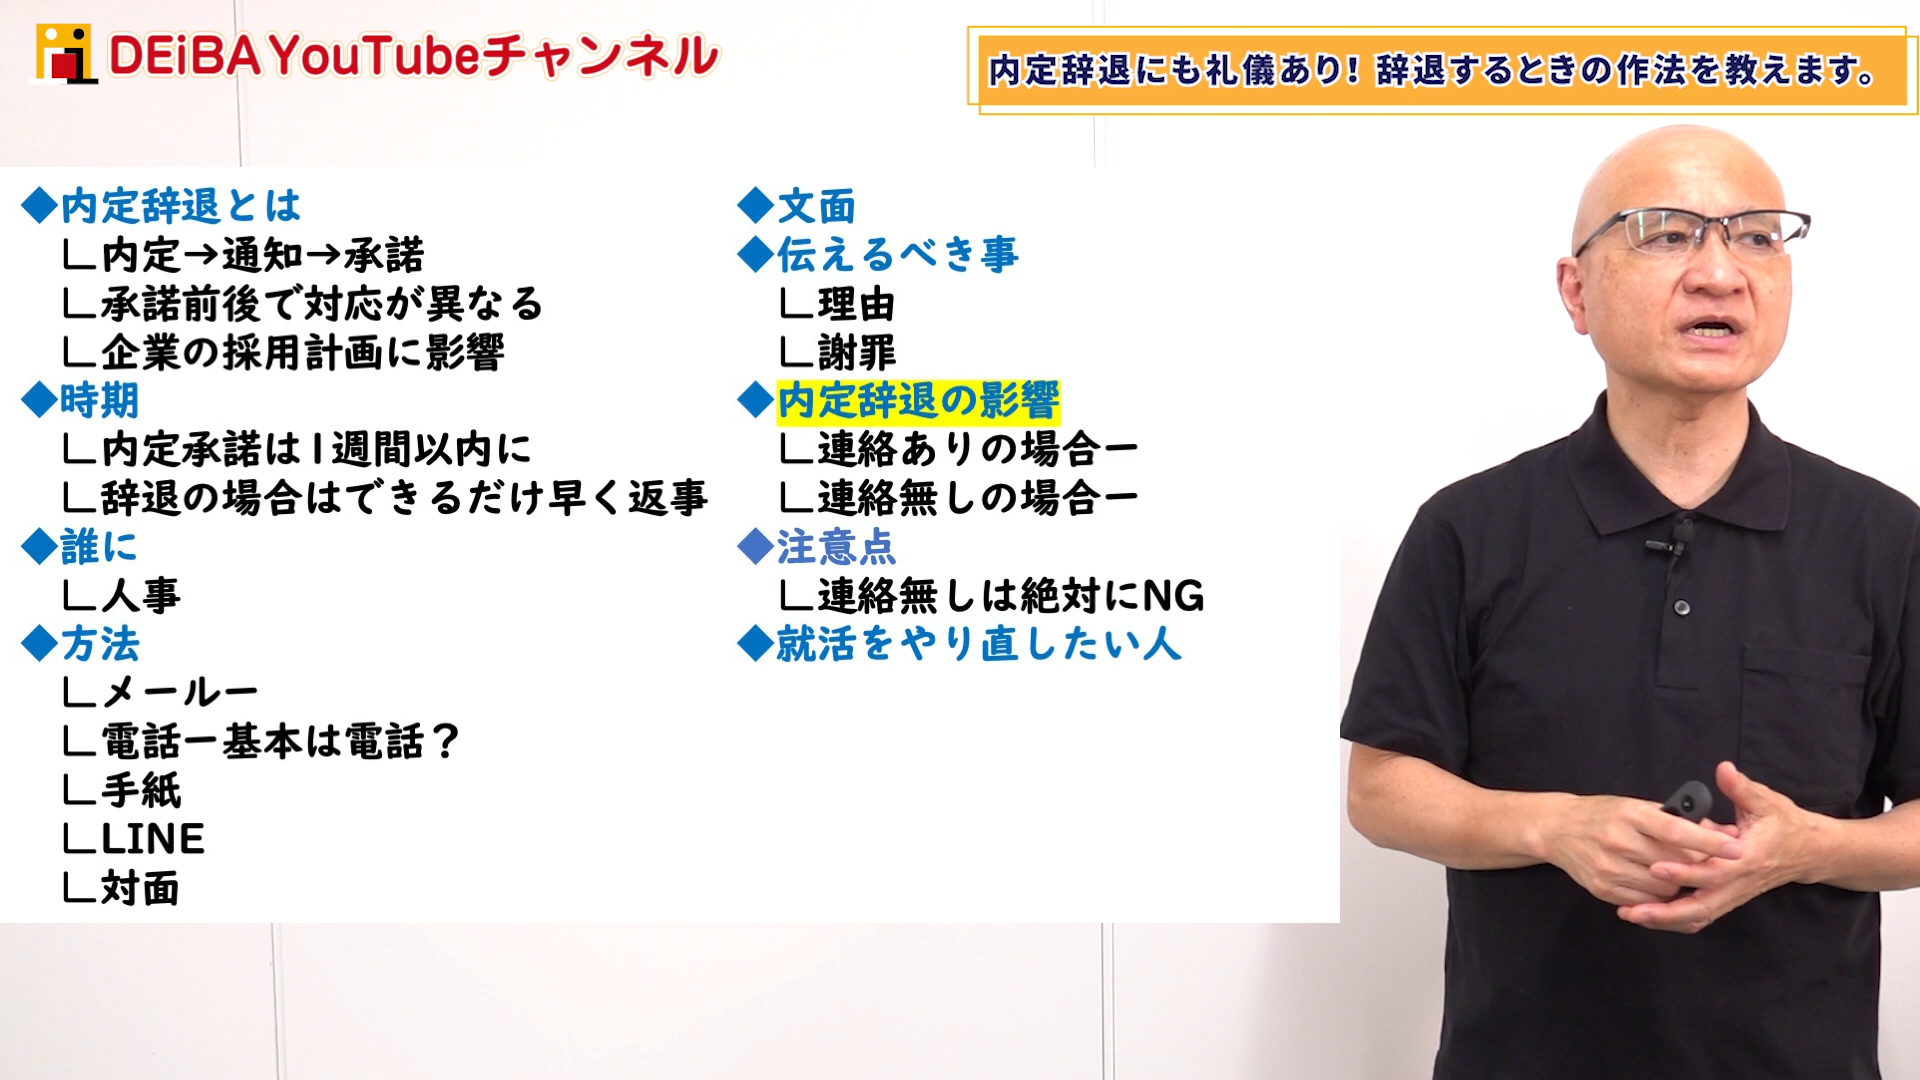 DEiBA YouTubeチャンネル
内定辞退にも礼儀あり! 辞退するときの作法を教えます。
◆内定辞退とは
∟内定→通知→承諾
∟承諾前後で対応が異なる
∟企業の採用計画に影響
◆時期
∟内定承諾は1週間以内に
∟辞退の場合はできるだけ早く返事
◆誰に
∟人事
◆方法
∟メールー
∟電話ー基本は電話？
∟手紙
∟LINE
∟対面
◆文面
◆伝えるべき事
∟理由
∟謝罪
◆内定辞退の影響
∟連絡ありの場合ー
∟連絡無しの場合ー
◆注意点
∟連絡無しは絶対にNG
◆就活をやり直したい人